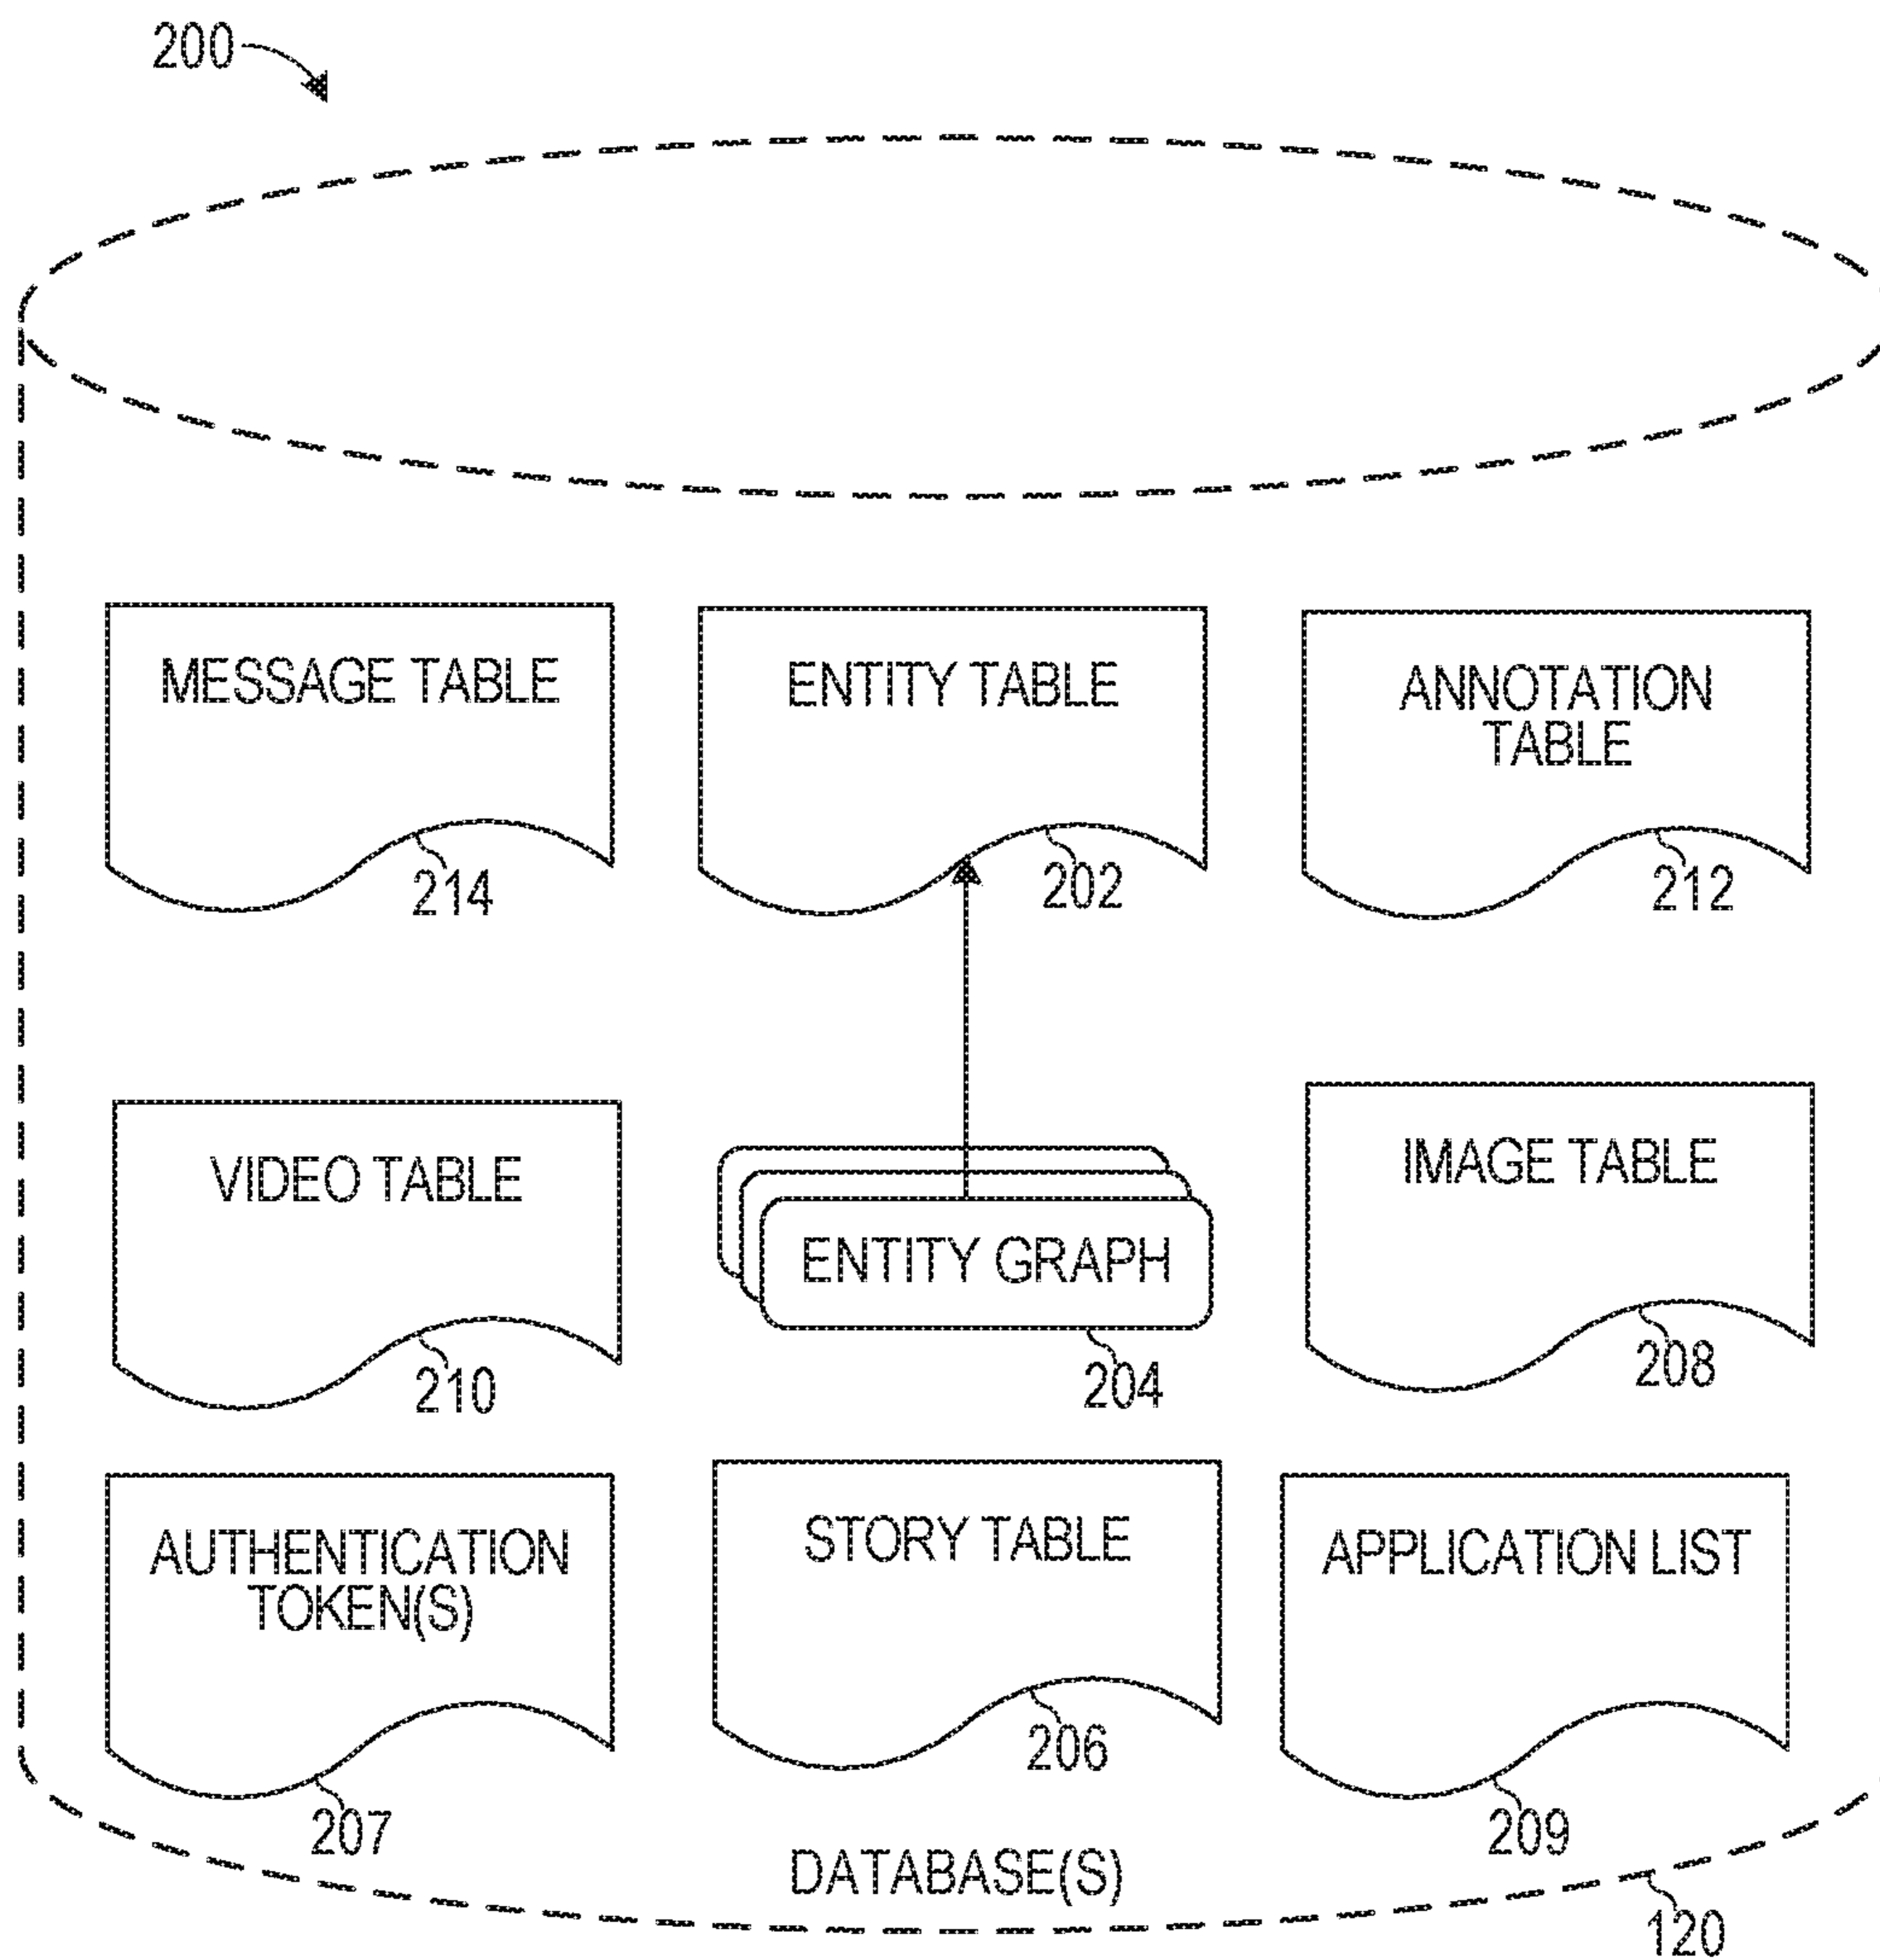 200
MESSAGE TABLE
214
ENTITY TABLE
202
ANNOTATION
TABLE
212
VIDEO TABLE
210
ENTITY GRAPH
204
IMAGE TABLE
208
AUTHENTICATION
TOKEN(S)
207
STORY TABLE
206
APPLICATION LIST
209
DATABASE(S)
120